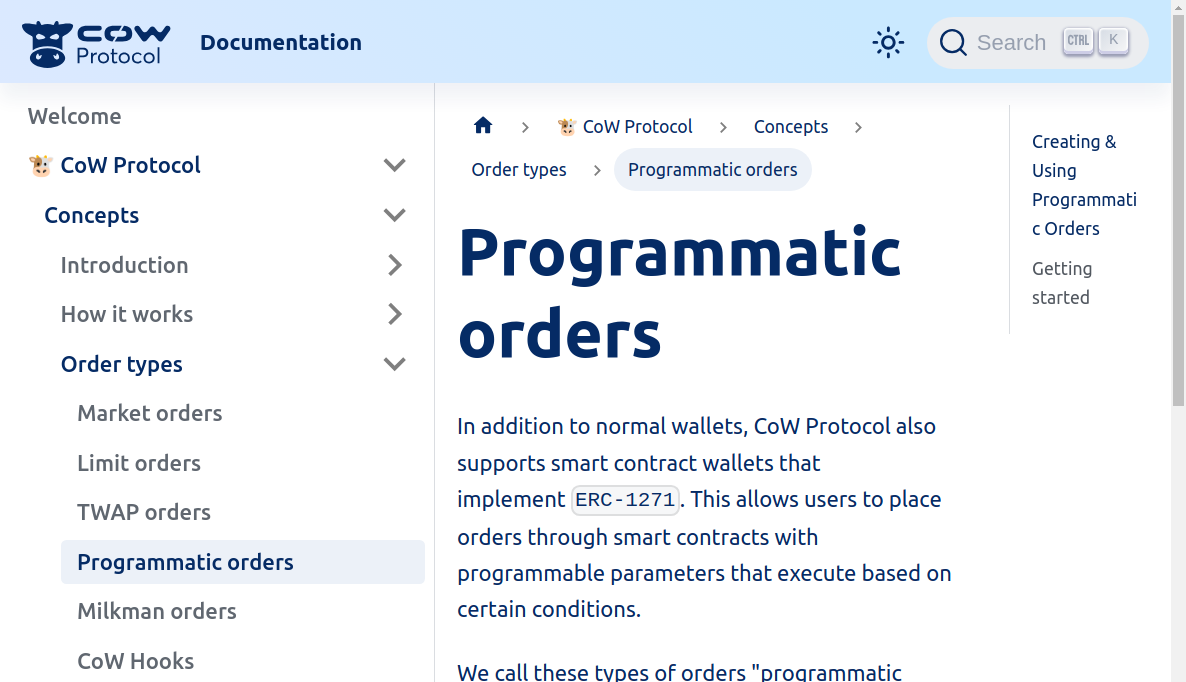 COW
Protocol
Documentation
Search
CTRL
K
Welcome
🐮 CoW Protocol
Concepts
Introduction
How it works
Order types
Market orders
Limit orders
TWAP orders
Programmatic orders
Milkman orders
CoW Hooks
🐮 CoW Protocol
Concepts
Order types
Programmatic orders
Programmatic
orders
In addition to normal wallets, CoW Protocol also
supports smart contract wallets that
implement ERC-1271. This allows users to place
orders through smart contracts with
programmable parameters that execute based on
certain conditions.
We call these types of orders "programmatic
Creating &
Using
Programmati
c Orders
Getting
started